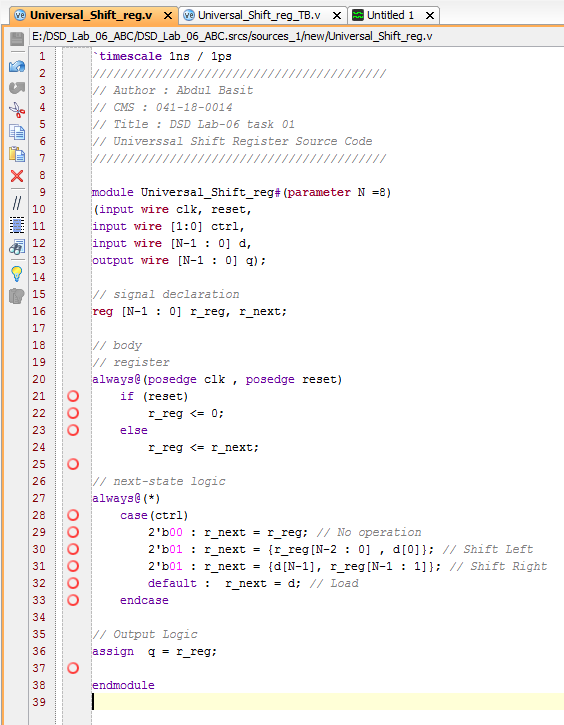 Universal_Shift_reg.v
Universal_Shift_reg_TB.v
Untitled 1
E:/DSD_Lab_06_ABC/DSD_Lab_06_ABC.srcs/sources_1/new/Universal_Shift_reg.v
1 `timescale 1ns / 1ps
2 //////////////////////////////////////////
3 // Author : Abdul Basit
4 // CMS : 041-18-0014
5 // Title : DSD Lab-06 task 01
6 // Universsal Shift Register Source Code
7 //////////////////////////////////////////
8
9 module Universal_Shift_reg#(parameter N =8)
10 (input wire clk, reset,
11 input wire [1:0] ctrl,
12 input wire [N-1 : 0] d,
13 output wire [N-1 : 0] q);
14
15 // signal declaration
16 reg [N-1 : 0] r_reg, r_next;
17
18 // body
19 // register
20 always@(posedge clk , posedge reset)
21 if (reset)
22 r_reg <= 0;
23 else
24 r_reg <= r_next;
25
26 // next-state logic
27 always@(*)
28 case(ctrl)
29 2'b00 : r_next = r_reg; // No operation
30 2'b01 : r_next = {r_reg[N-2 : 0] , d[0]}; // Shift Left
31 2'b01 : r_next = {d[N-1], r_reg[N-1 : 1]}; // Shift Right
32 default :  r_next = d; // Load
33 endcase
34
35 // Output Logic
36 assign  q = r_reg;
37
38 endmodule
39